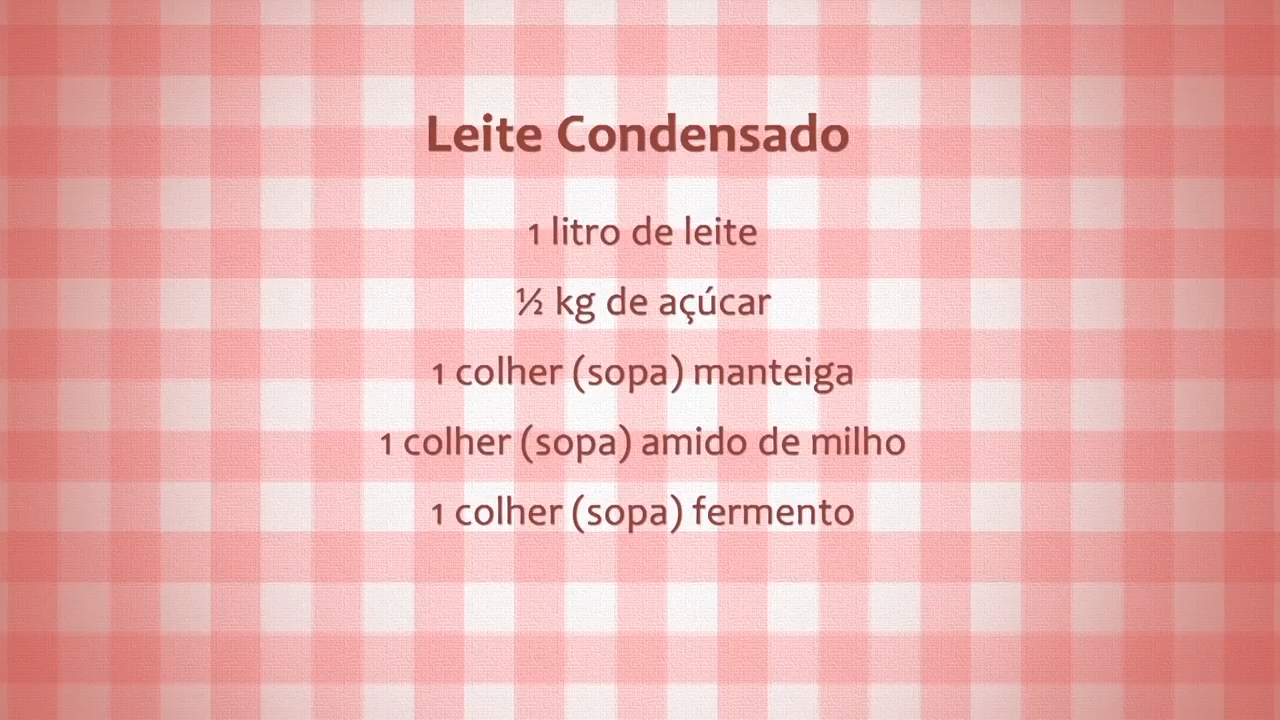 Leite Condensado
1 litro de leite
½ kg de açúcar
1 colher (sopa) manteiga
1 colher (sopa) amido de milho
1 colher (sopa) fermento